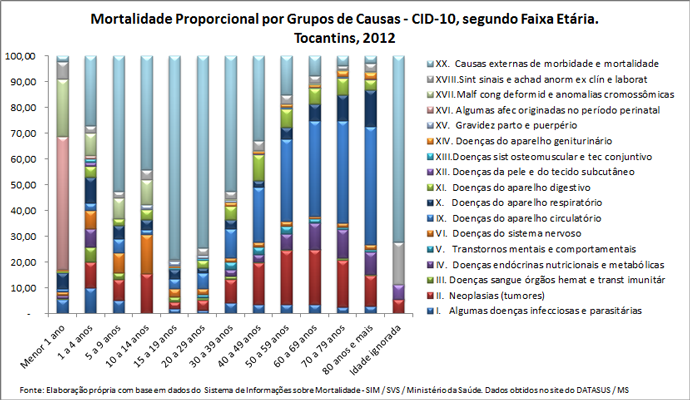 Mortalidade Proporcional por Grupos de Causas - CID-10, segundo Faixa Etária.
Tocantins, 2012
100,00
90,00
80,00
70,00
60,00
50,00
40,00
30,00
20,00
10,00
-
Menor 1 ano
1 a 4 anos
5 a 9 anos
10 a 14 anos
15 a 19 anos
20 a 29 anos
30 a 39 anos
40 a 49 anos
50 a 59 anos
60 a 69 anos
70 a 79 anos
80 anos e mais
Idade ignorada
XX. Causas externas de morbidade e mortalidade
XVIII.Sint sinais e achad anorm ex clín e laborat
XVII.Malf cong deformid e anomalias cromossômicas
XVI. Algumas afec originadas no período perinatal
XV. Gravidez parto e puerpério
XIV. Doenças do aparelho geniturinário
XIII.Doenças sist osteomuscular e tec conjuntivo
XII. Doenças da pele e do tecido subcutâneo
XI. Doenças do aparelho digestivo
X. Doenças do aparelho respiratório
IX. Doenças do aparelho circulatório
VI. Doenças do sistema nervoso
V. Transtornos mentais e comportamentais
IV. Doenças endócrinas nutricionais e metabólicas
III. Doenças sangue órgãos hemat e transt imunitár
II. Neoplasias (tumores)
I. Algumas doenças infecciosas e parasitárias
Fonte: Elaboração própria com base em dados do Sistema de Informações sobre Mortalidade - SIM / SVS / Ministério da Saúde. Dados obtidos no site do DATASUS / MS